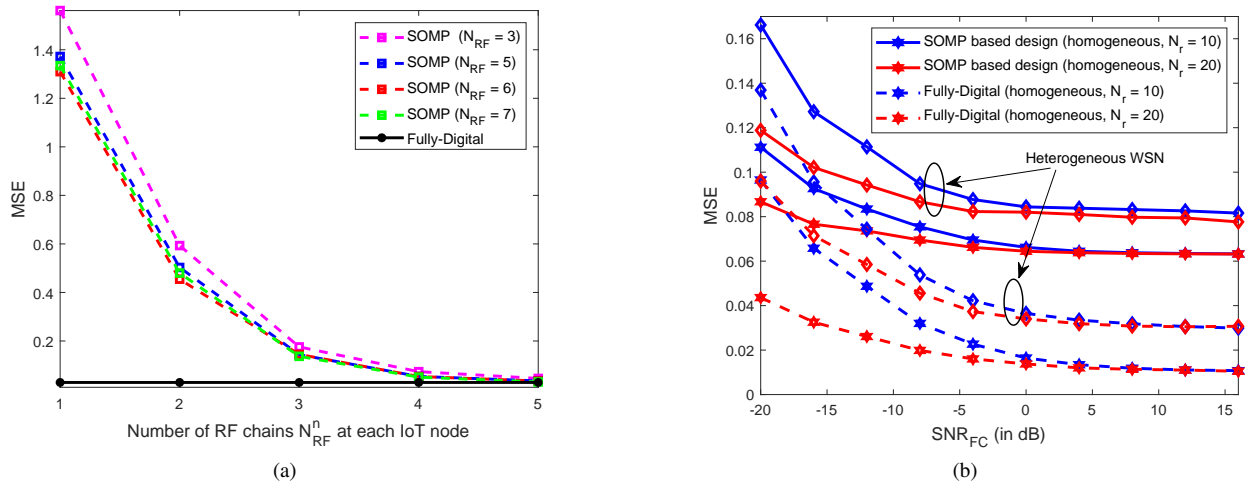 SOMP (N_RF = 3)
SOMP (N_RF = 5)
SOMP (N_RF = 6)
SOMP (N_RF = 7)
Fully-Digital
MSE
1.4
1.2
1
0.8
0.6
0.4
0.2
1 2 3 4 5
Number of RF chains N^n_RF at each IoT node
(a)
SOMP based design (homogeneous, N_r = 10)
SOMP based design (homogeneous, N_r = 20)
Fully-Digital (homogeneous, N_r = 10)
Fully-Digital (homogeneous, N_r = 20)
Heterogeneous WSN
MSE
0.16
0.14
0.12
0.1
0.08
0.06
0.04
0.02
0
-20 -15 -10 -5 0 5 10 15
SNR_FC (in dB)
(b)